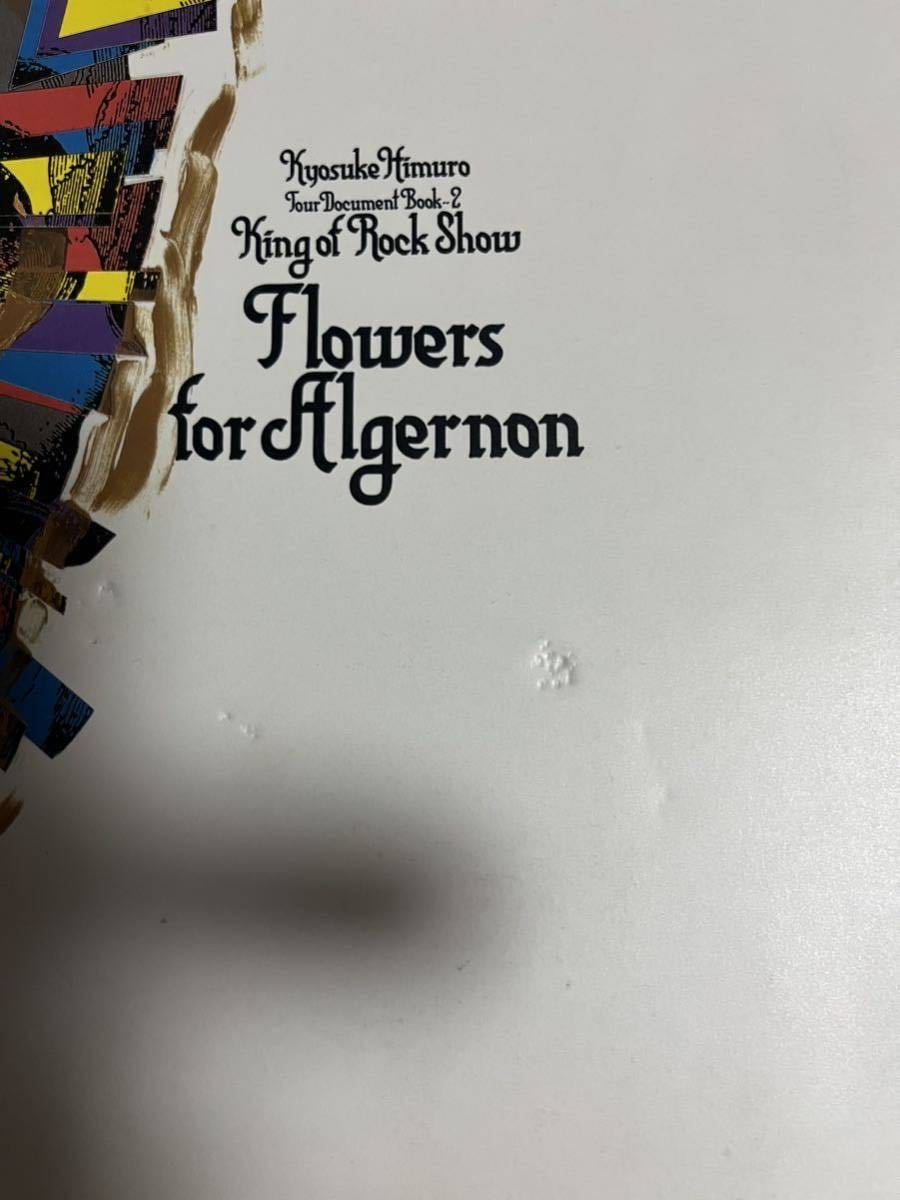 Kyosuke Himuro
Tour Document Book-2
King of Rock Show
Flowers
for Algernon